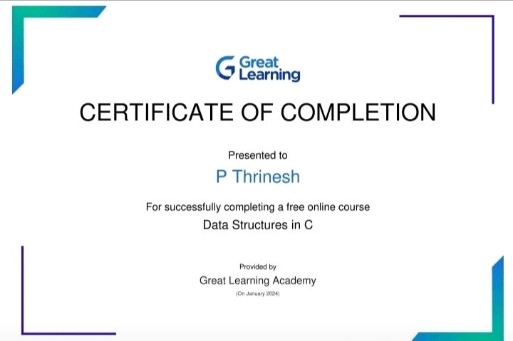 Great
Learning
CERTIFICATE OF COMPLETION
Presented to
P Thrinesh
For successfully completing a free online course
Data Structures in C
Provided by
Great Learning Academy
(On January 2024)